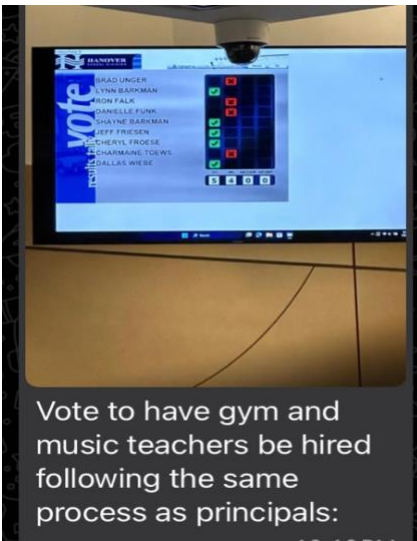 HANOVER
SCHOOL DIVISION
vote
results
BRAD UNGER
LYNN BARKMAN
RON FALK
DANIELLE FUNK
SHAYNE BARKMAN
JEFF FRIESEN
CHERYL FROESE
CHARMAINE TOEWS
DALLAS WIEBE
5 4 0 0
Vote to have gym and
music teachers be hired
following the same
process as principals: